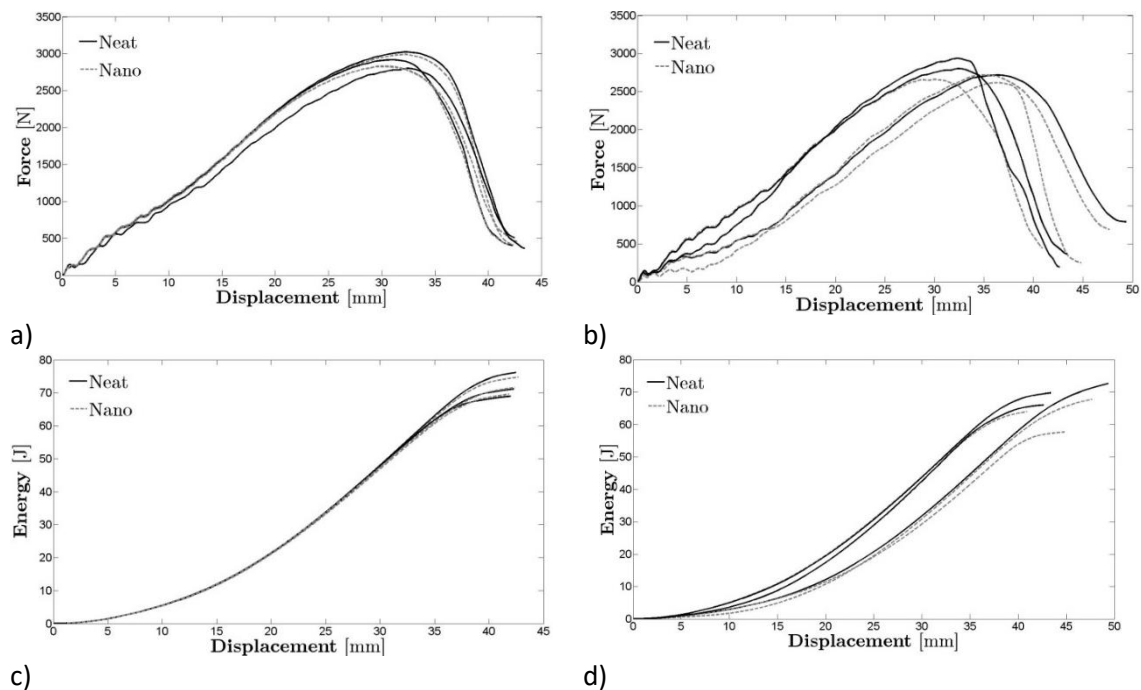 3500
3000
2500
2000
1500
1000
500
0
Force [N]
Neat
Nano
0 5 10 15 20 25 30 35 40 45
Displacement [mm]
a)
3500
3000
2500
2000
1500
1000
500
0
Force [N]
Neat
Nano
0 5 10 15 20 25 30 35 40 45 50
Displacement [mm]
b)
80
70
60
50
40
30
20
10
0
Energy [J]
Neat
Nano
0 5 10 15 20 25 30 35 40 45
Displacement [mm]
c)
80
70
60
50
40
30
20
10
0
Energy [J]
Neat
Nano
0 5 10 15 20 25 30 35 40 45 50
Displacement [mm]
d)